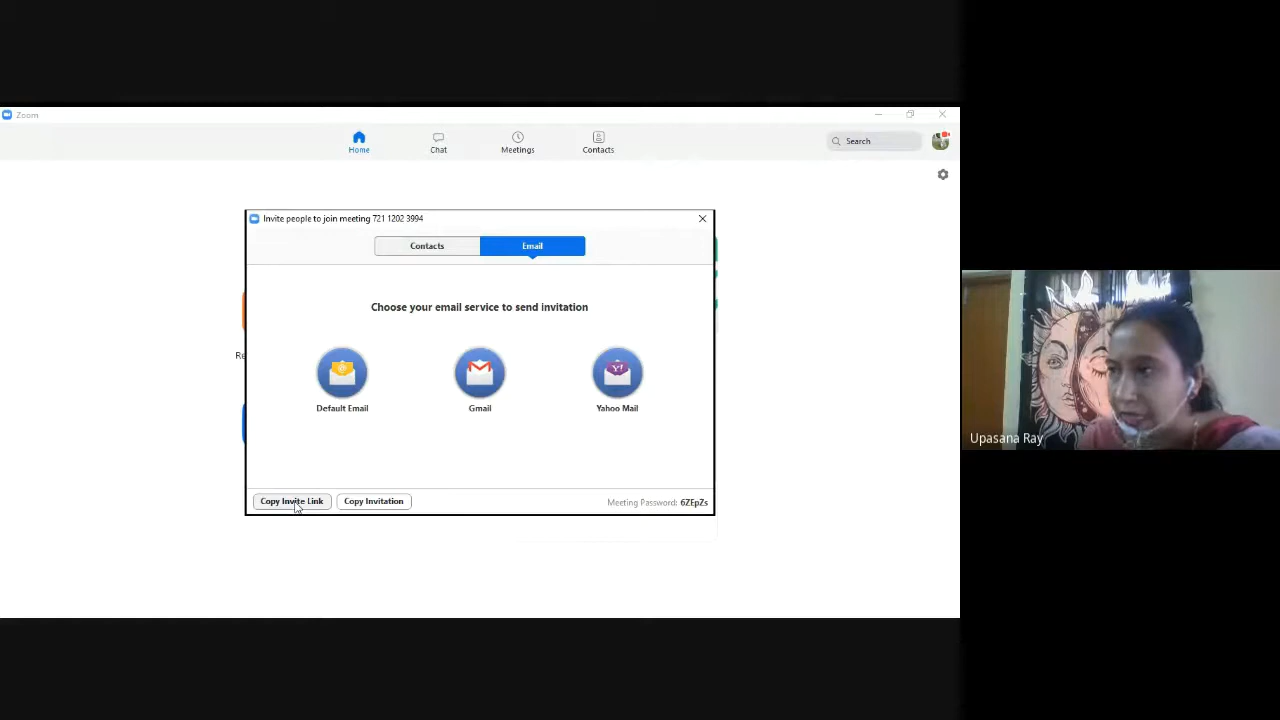 Zoom
Home
Chat
Meetings
Contacts
Search
Invite people to join meeting 721 1202 3994
Contacts
Email
Choose your email service to send invitation
Re
Default Email
Gmail
Yahoo Mail
Copy Invite Link
Copy Invitation
Meeting Password: 6ZEpZs
Upasana Ray